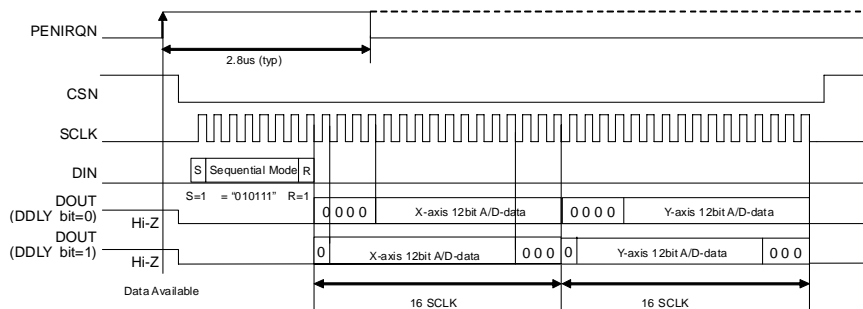 PENIRQN
2.8us (typ)
CSN
SCLK
DIN
S Sequential Mode R
S=1 = “010111” R=1
DOUT
(DDLY bit=0)
Hi-Z
0 0 0 0 X-axis 12bit A/D-data 0 0 0 0 Y-axis 12bit A/D-data
DOUT
(DDLY bit=1)
Hi-Z
0 X-axis 12bit A/D-data 0 0 0 0 Y-axis 12bit A/D-data 0 0 0
Data Available
16 SCLK 16 SCLK